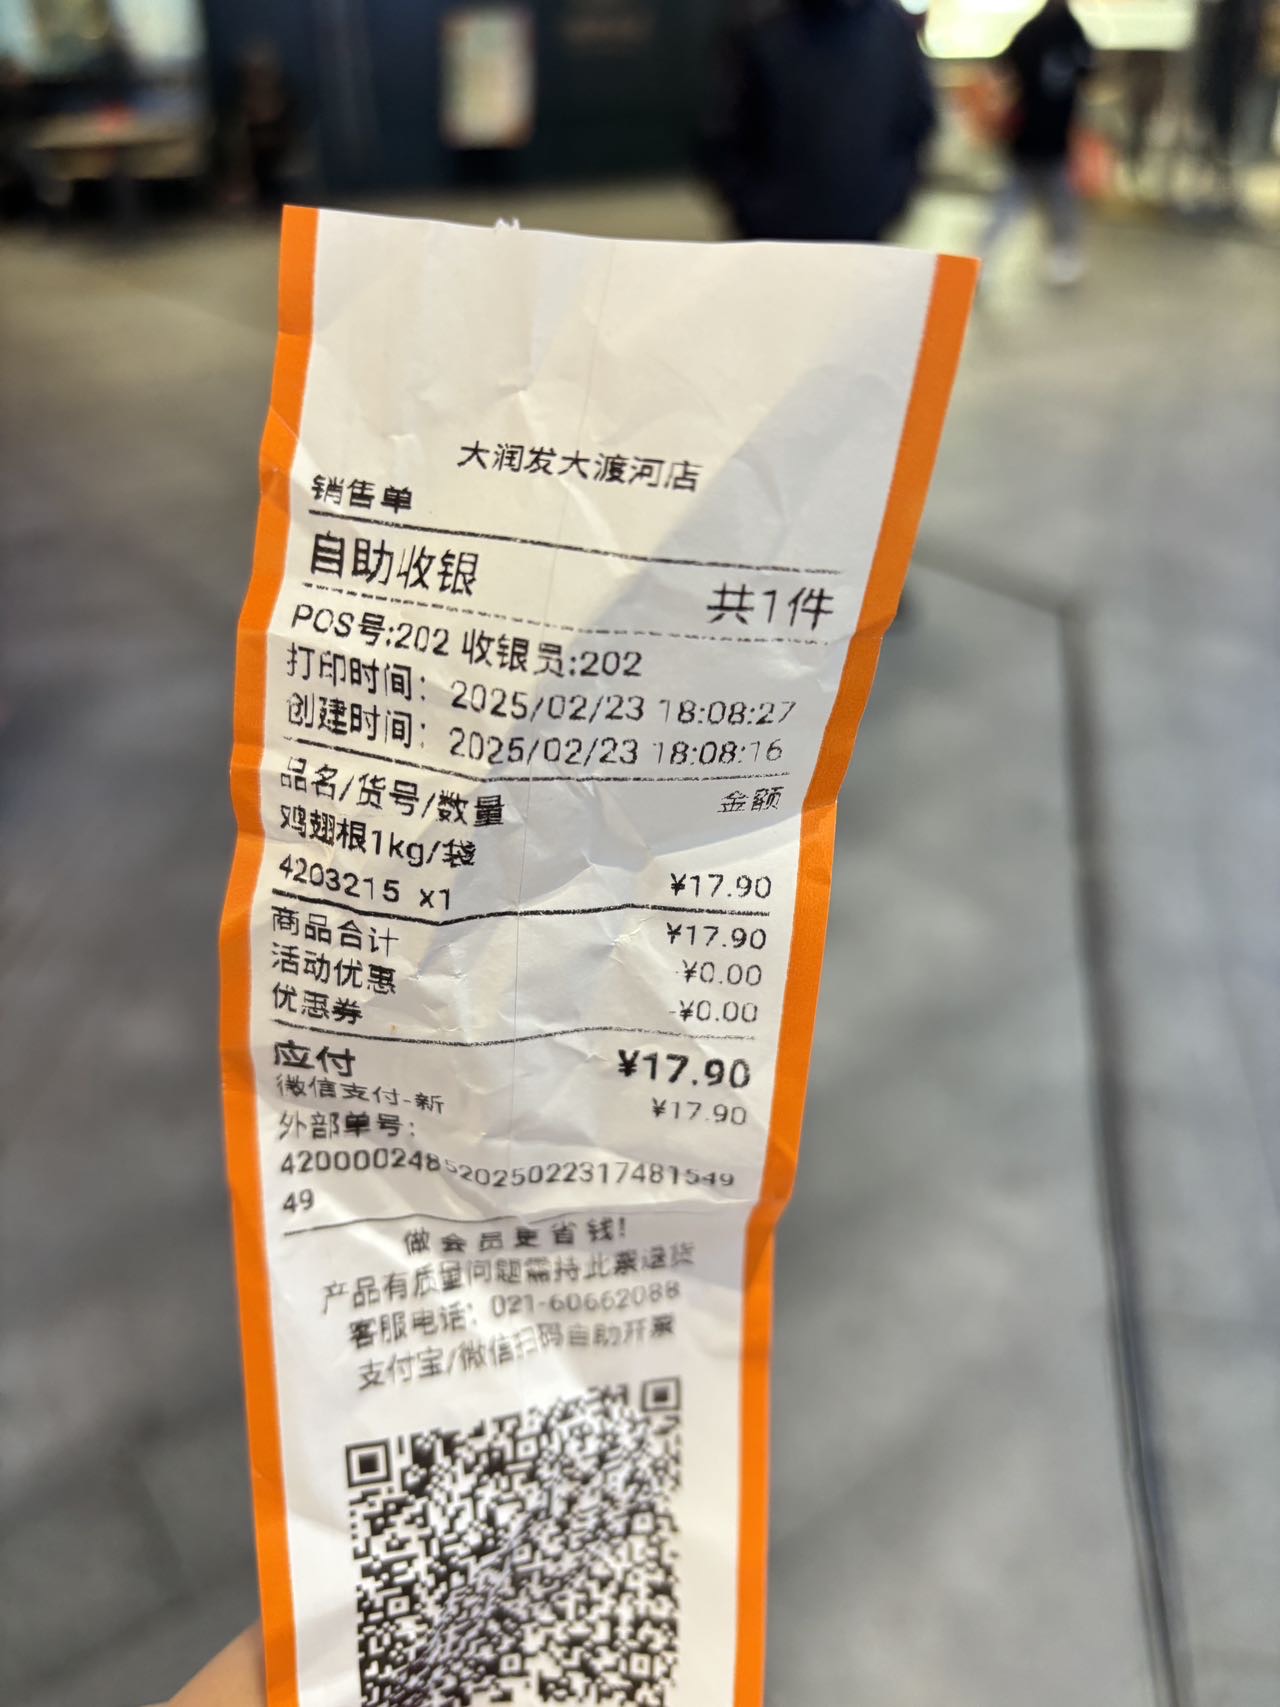 大润发大渡河店
销售单
自助收银 共1件
POS号:202 收银员:202
打印时间： 2025/02/23 18:08:27
创建时间： 2025/02/23 18:08:16
品名/货号/数量 金额
鸡翅根1kg/袋
4203215 x1 ¥17.90
商品合计 ¥17.90
活动优惠 -¥0.00
优惠券 -¥0.00
应付 ¥17.90
微信支付-新 ¥17.90
外部单号：
4200002485202502231748154​9
49
做会员更省钱!
产品有质量问题需持此票退货
客服电话：021-60662088
支付宝/微信扫码自助开票